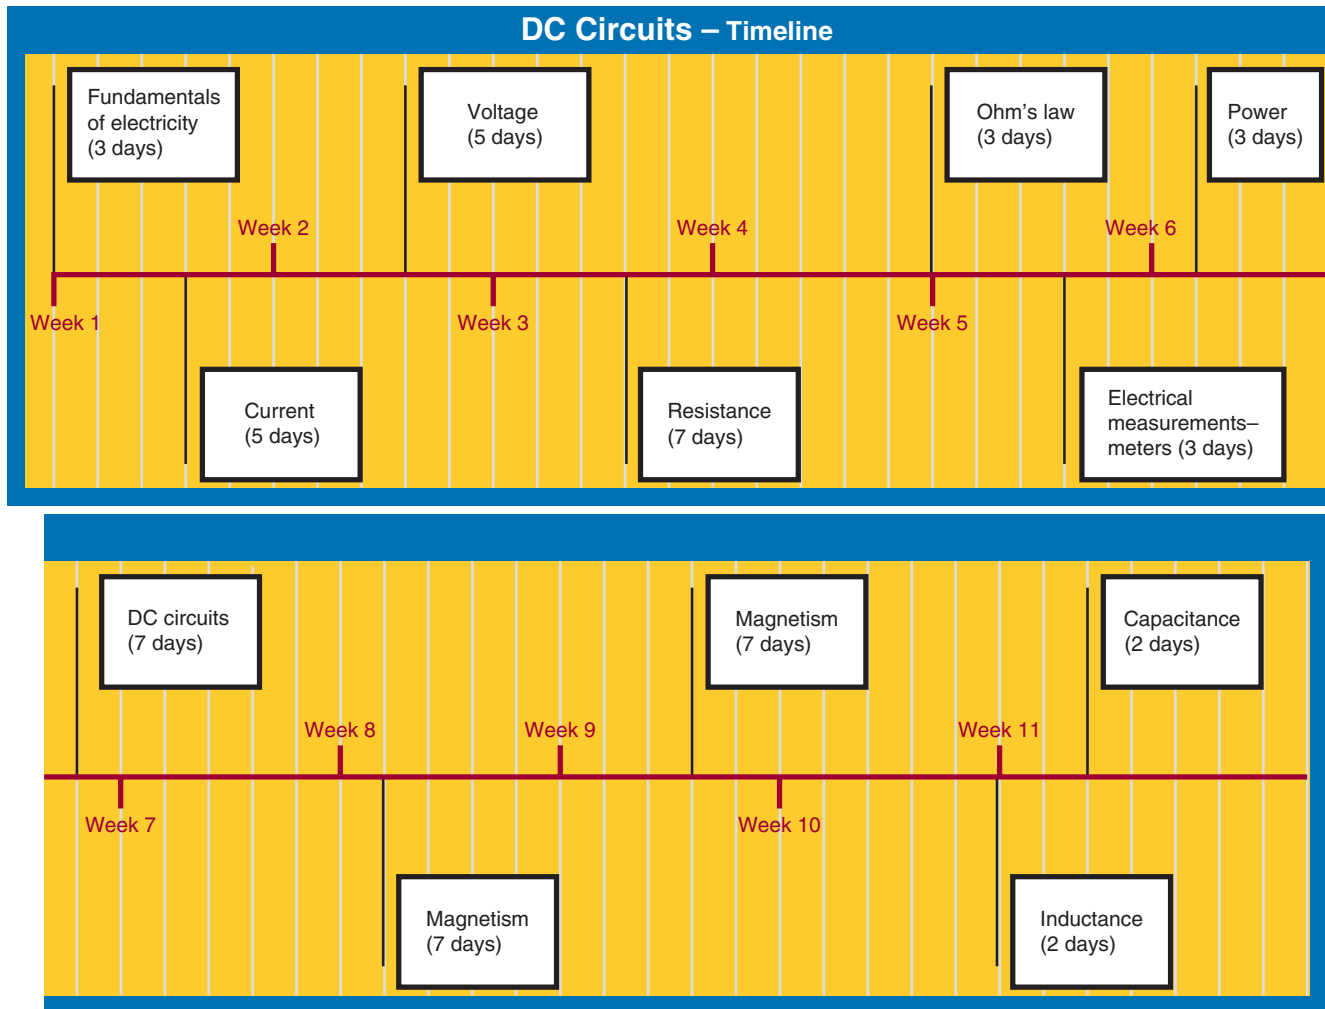 DC Circuits – Timeline
Fundamentals
of electricity
(3 days)
Voltage
(5 days)
Ohm's law
(3 days)
Power
(3 days)
Week 2
Week 4
Week 6
Week 1
Week 3
Week 5
Current
(5 days)
Resistance
(7 days)
Electrical
measurements–
meters (3 days)
DC circuits
(7 days)
Magnetism
(7 days)
Capacitance
(2 days)
Week 8
Week 9
Week 11
Week 7
Week 10
Magnetism
(7 days)
Inductance
(2 days)